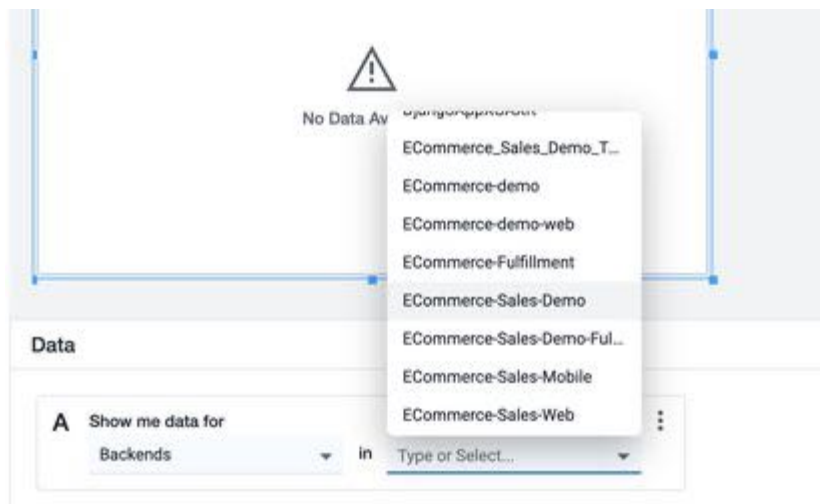 No Data Av
ECommerce_Sales_Demo_T...
ECommerce-demo
ECommerce-demo-web
ECommerce-Fulfillment
ECommerce-Sales-Demo
ECommerce-Sales-Demo-Ful...
ECommerce-Sales-Mobile
ECommerce-Sales-Web
Data
A Show me data for
Backends in Type or Select...